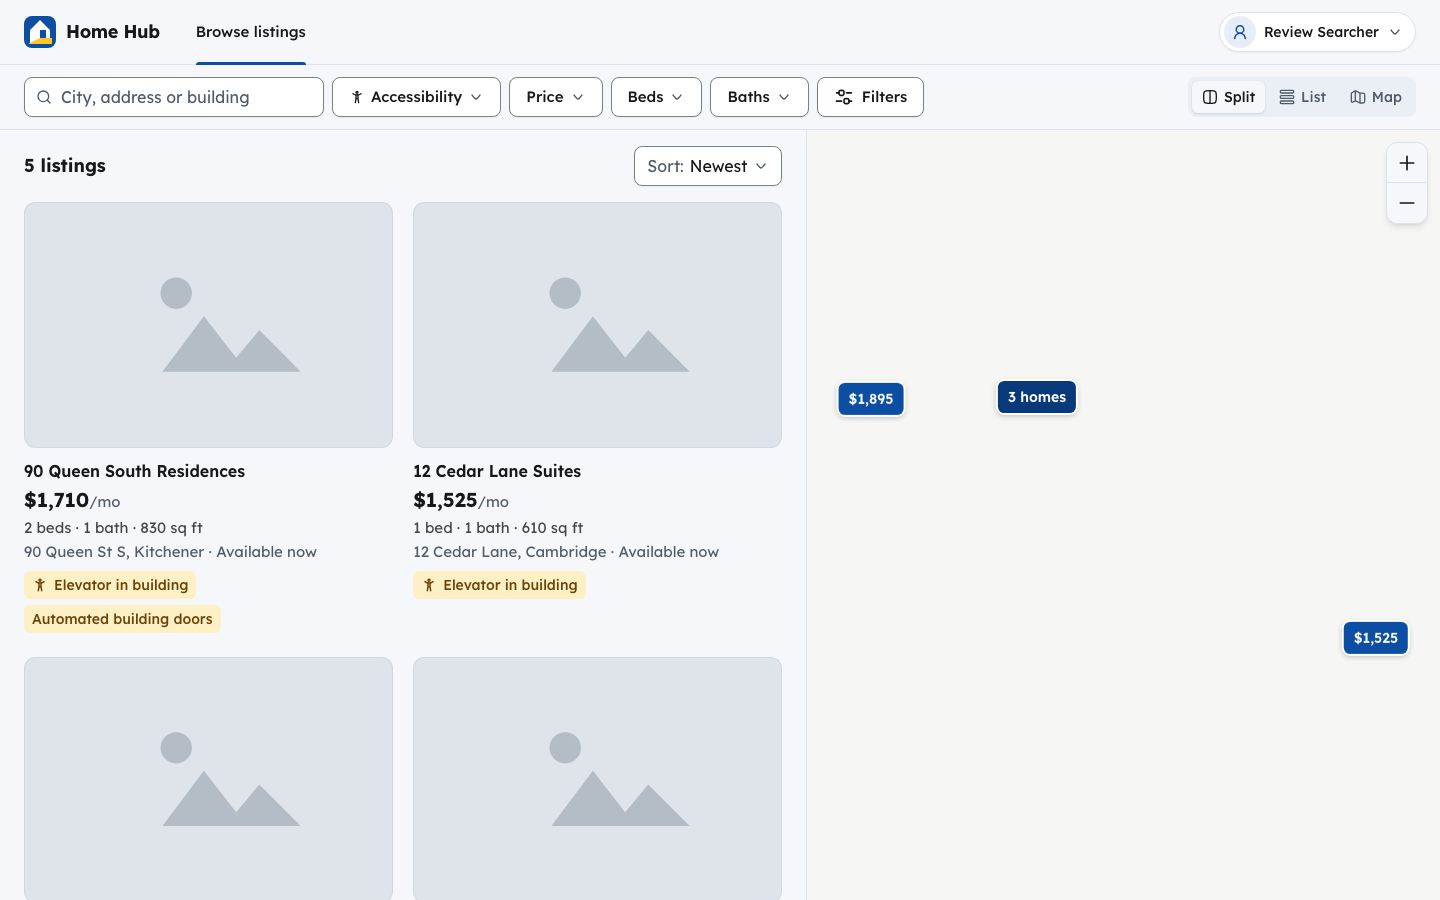 Home Hub
Browse listings
Review Searcher
City, address or building
Accessibility
Price
Beds
Baths
Filters
Split
List
Map
5 listings
Sort: Newest
90 Queen South Residences
$1,710/mo
2 beds · 1 bath · 830 sq ft
90 Queen St S, Kitchener · Available now
Elevator in building
Automated building doors
12 Cedar Lane Suites
$1,525/mo
1 bed · 1 bath · 610 sq ft
12 Cedar Lane, Cambridge · Available now
Elevator in building
$1,895
3 homes
$1,525